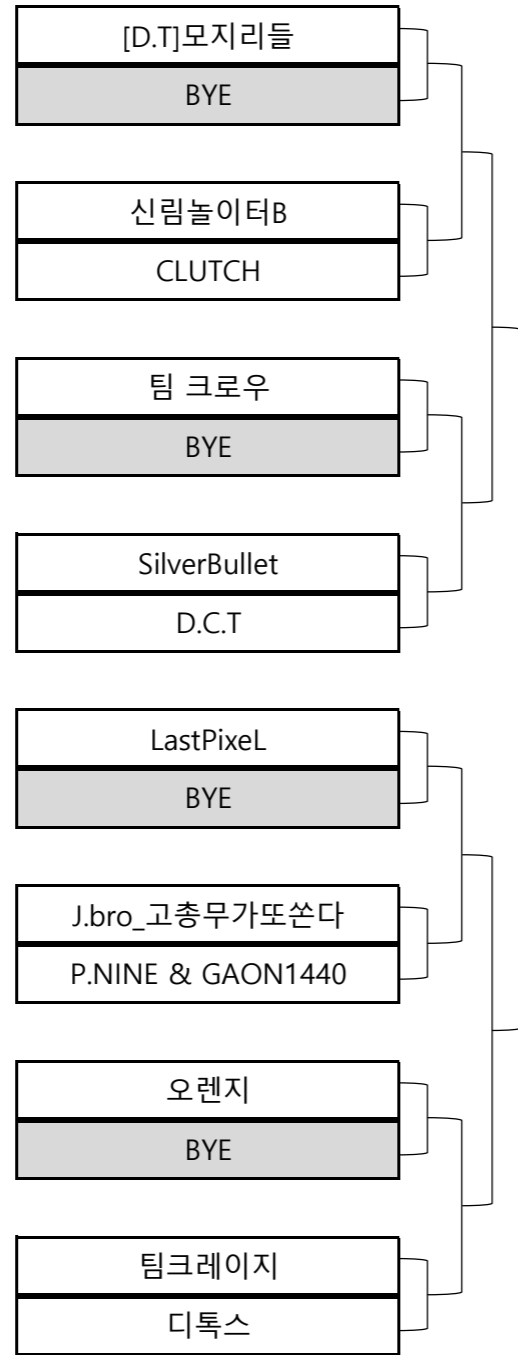 [D.T]모지리들
BYE
신림놀이터B
CLUTCH
팀 크로우
BYE
SilverBullet
D.C.T
LastPixeL
BYE
J.bro_고총무가또쏜다
P.NINE & GAON1440
오렌지
BYE
팀크레이지
디톡스